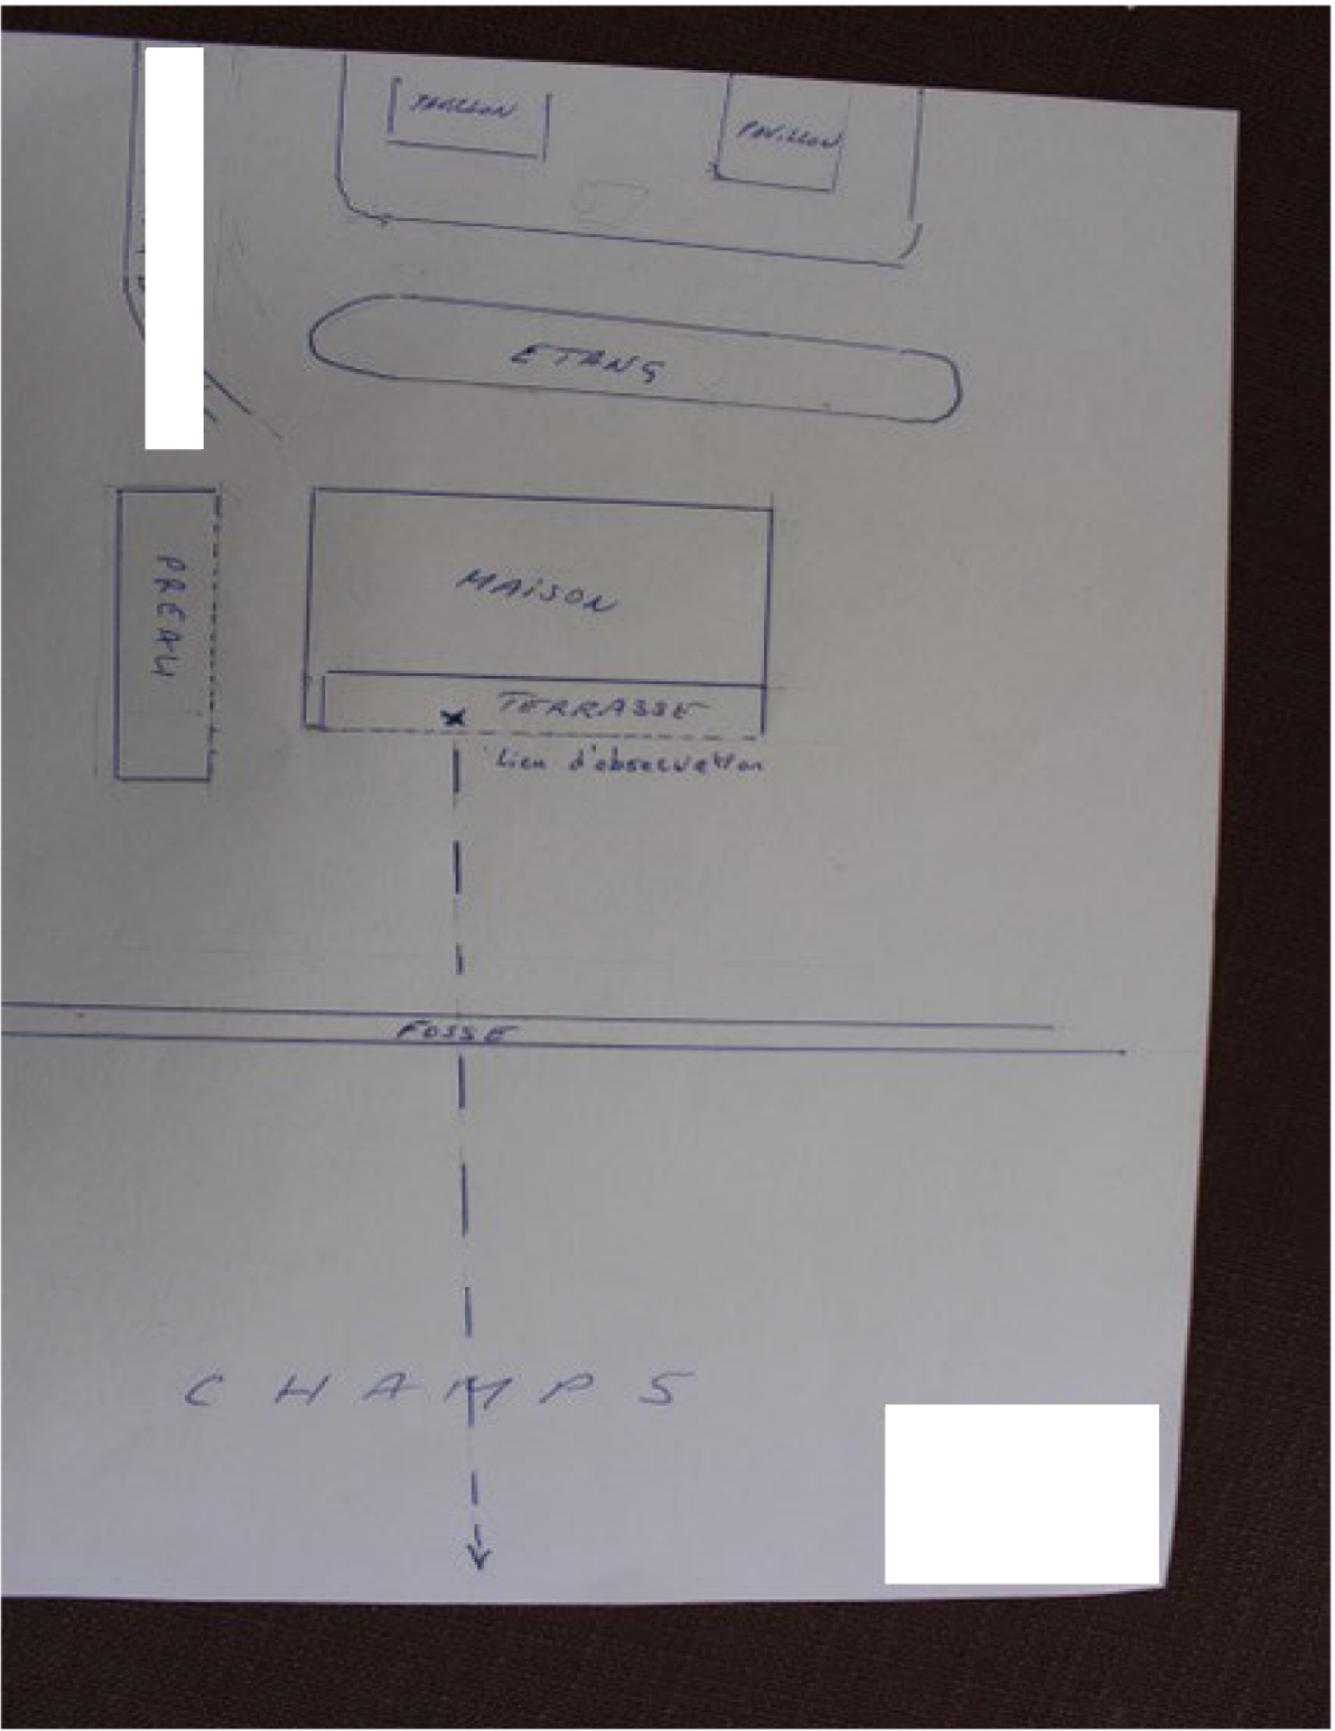 PAVILLON
PAVILLON
ETANG
MAISON
PREAU
TERRASSE
Lieu d'observation
FOSSE
CHAMPS